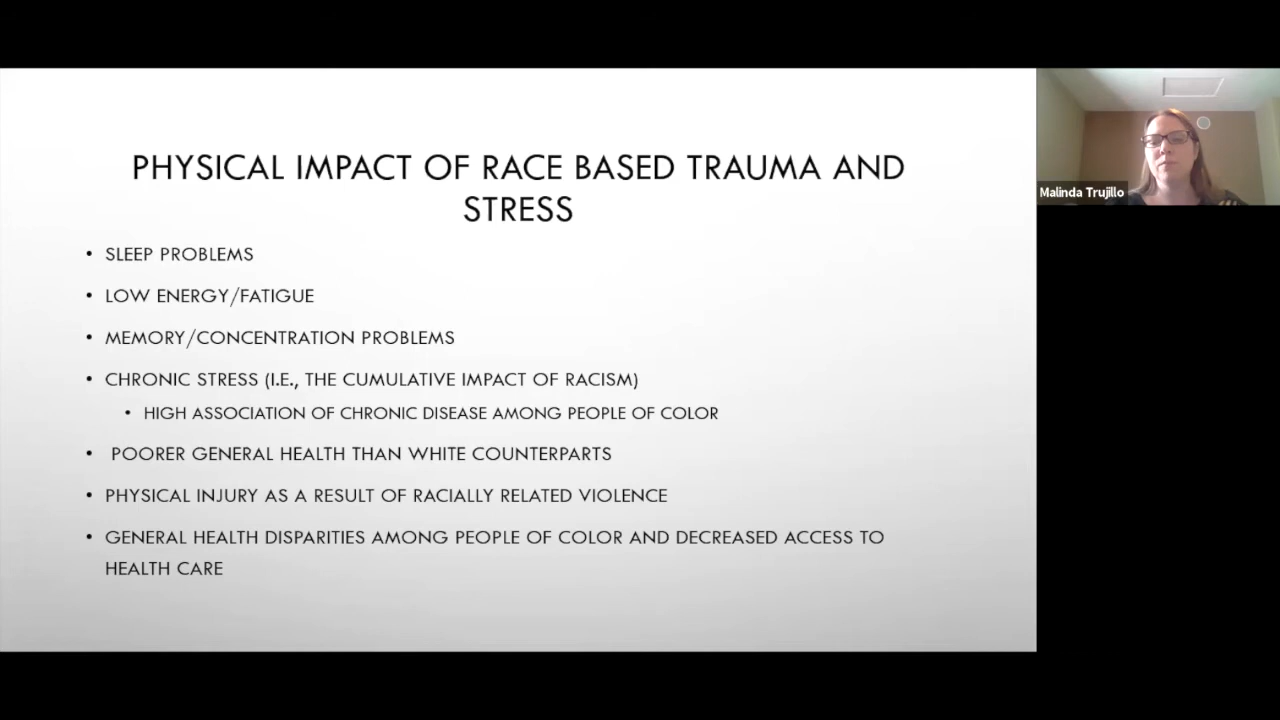 PHYSICAL IMPACT OF RACE BASED TRAUMA AND
STRESS
• SLEEP PROBLEMS
• LOW ENERGY/FATIGUE
• MEMORY/CONCENTRATION PROBLEMS
• CHRONIC STRESS (I.E., THE CUMULATIVE IMPACT OF RACISM)
• HIGH ASSOCIATION OF CHRONIC DISEASE AMONG PEOPLE OF COLOR
• POORER GENERAL HEALTH THAN WHITE COUNTERPARTS
• PHYSICAL INJURY AS A RESULT OF RACIALLY RELATED VIOLENCE
• GENERAL HEALTH DISPARITIES AMONG PEOPLE OF COLOR AND DECREASED ACCESS TO
HEALTH CARE
Malinda Trujillo